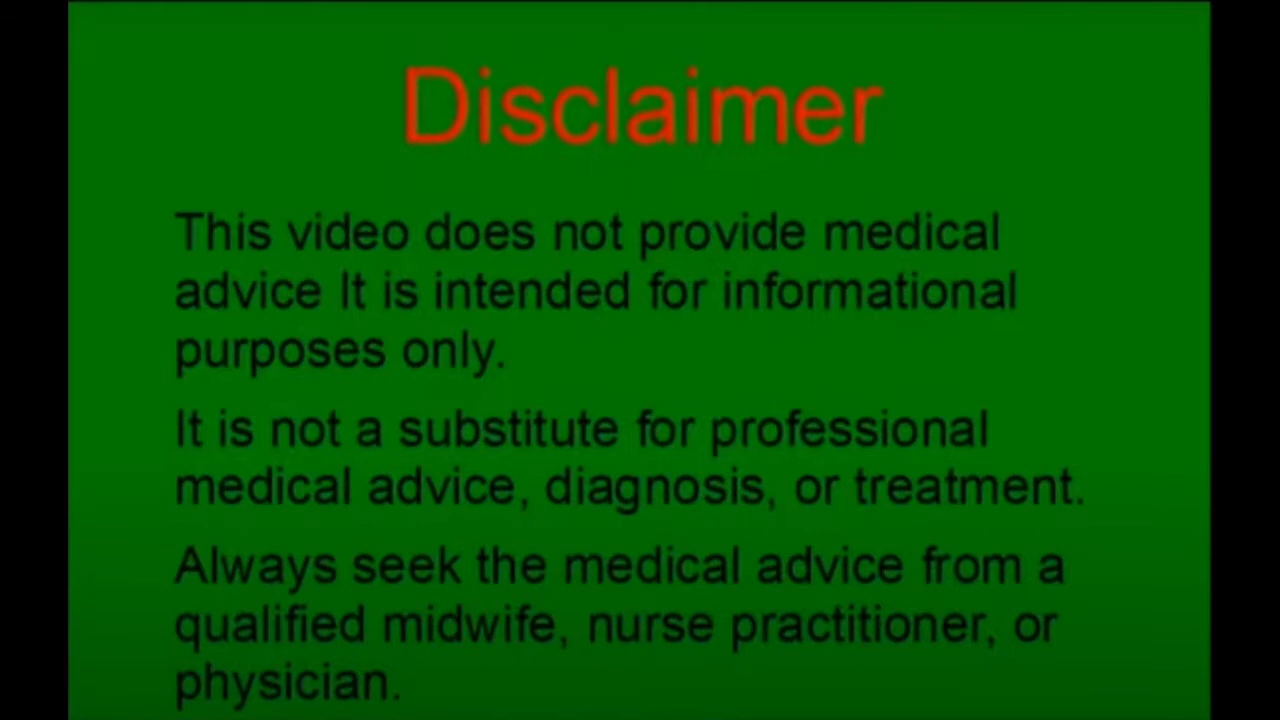 Disclaimer
This video does not provide medical
advice It is intended for informational
purposes only.
It is not a substitute for professional
medical advice, diagnosis, or treatment.
Always seek the medical advice from a
qualified midwife, nurse practitioner, or
physician.